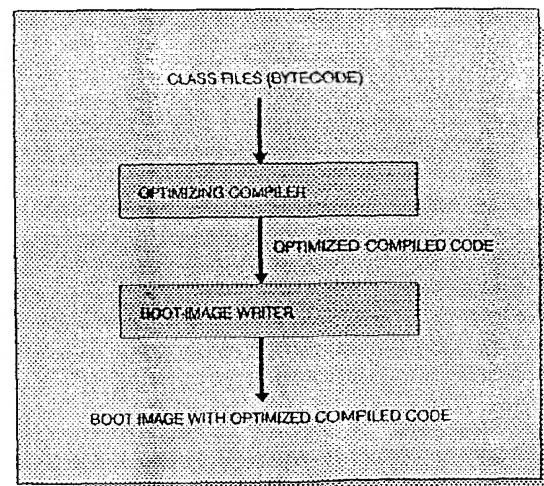 CLASS FILES (BYTECODE)
OPTIMIZING COMPILER
OPTIMIZED COMPILED CODE
BOOT-IMAGE WRITER
BOOT IMAGE WITH OPTIMIZED COMPILED CODE